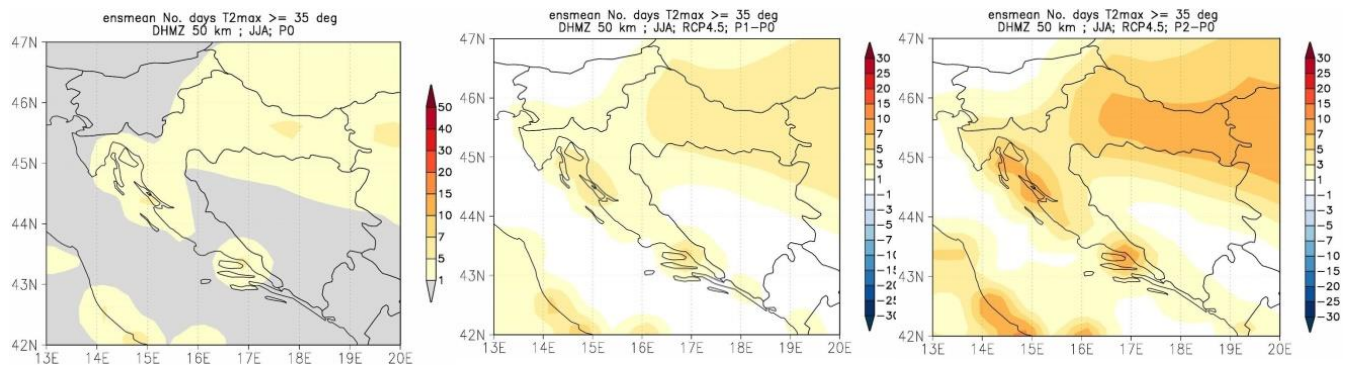 ensmean No. days T2max >= 35 deg
DHMZ 50 km ; JJA; P0
47N
46N
45N
44N
43N
42N
13E 14E 15E 16E 17E 18E 19E 20E
50
40
30
20
15
10
7
5
1
ensmean No. days T2max >= 35 deg
DHMZ 50 km ; JJA; RCP4.5; P1-P0
47N
46N
45N
44N
43N
42N
13E 14E 15E 16E 17E 18E 19E 20E
30
25
20
15
10
7
5
3
1
-1
-3
-5
-7
-10
-15
-20
-25
-30
ensmean No. days T2max >= 35 deg
DHMZ 50 km ; JJA; RCP4.5; P2-P0
47N
46N
45N
44N
43N
42N
13E 14E 15E 16E 17E 18E 19E 20E
30
25
20
15
10
7
5
3
1
-1
-3
-5
-7
-10
-15
-20
-25
-30